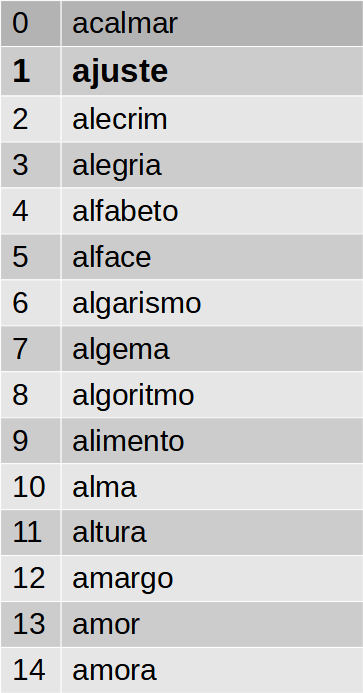 0 acalmar
1 ajuste
2 alecrim
3 alegria
4 alfabeto
5 alface
6 algarismo
7 algema
8 algoritmo
9 alimento
10 alma
11 altura
12 amargo
13 amor
14 amora